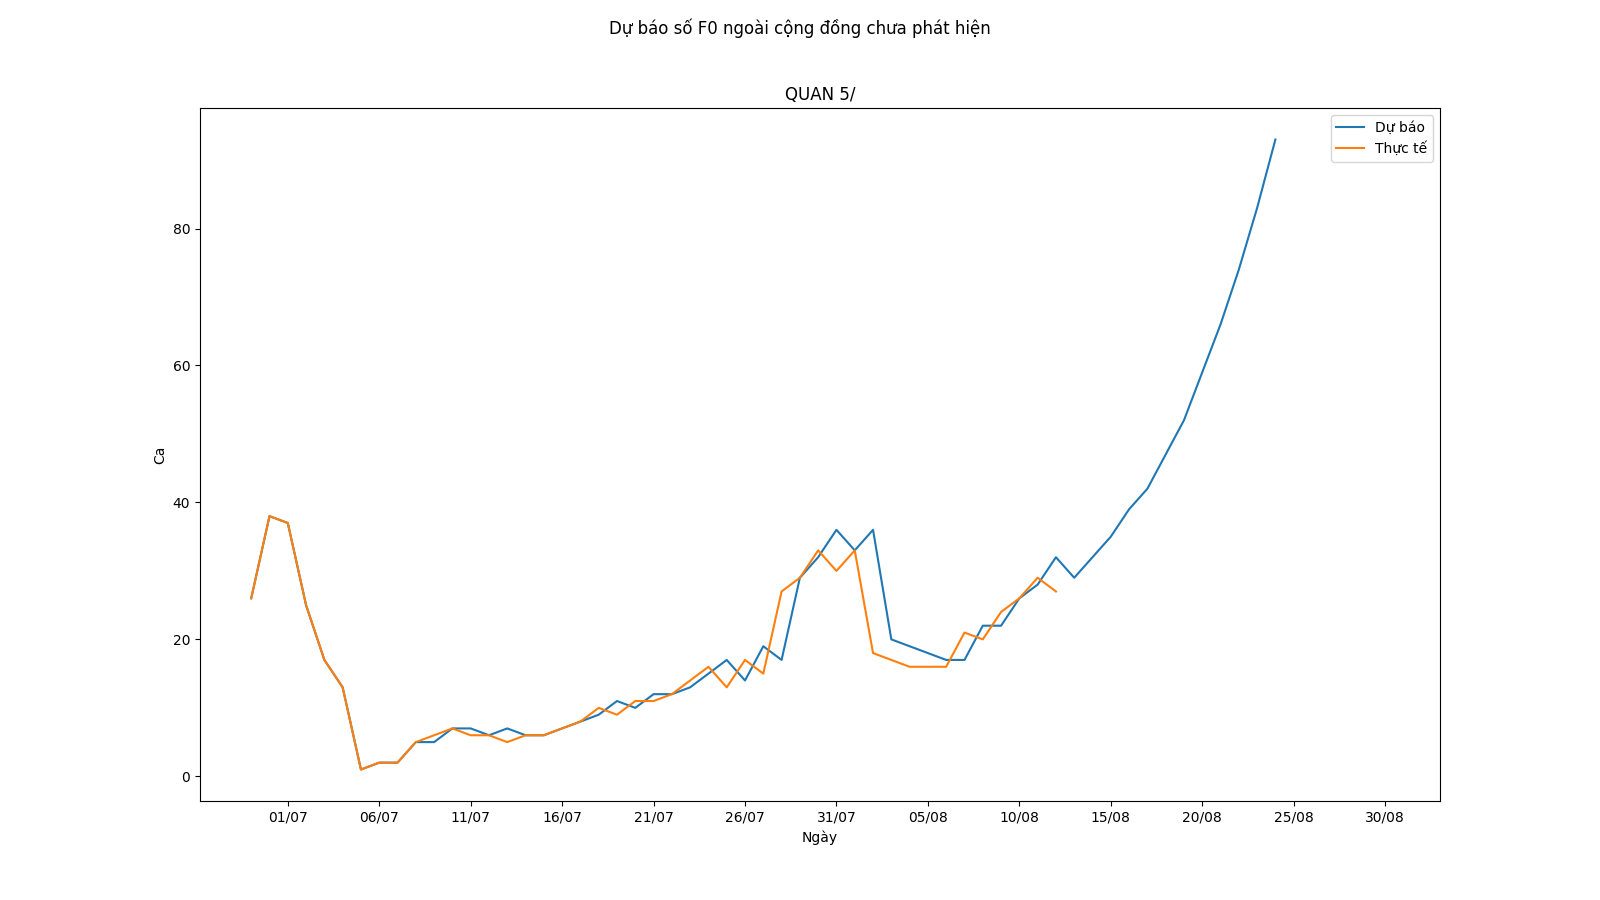 Dự báo số F0 ngoài cộng đồng chưa phát hiện
QUAN 5/
Dự báo
Thực tế
80
60
40
20
0
Ca
01/07 06/07 11/07 16/07 21/07 26/07 31/07 05/08 10/08 15/08 20/08 25/08 30/08
Ngày